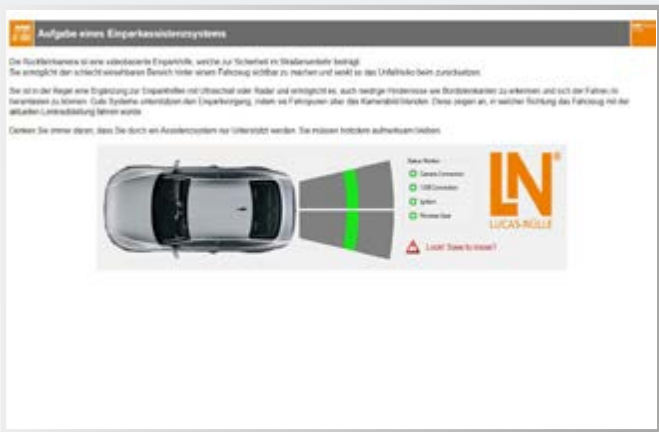 Aufgabe eines Einparkassistenzsystems
Die Rückfahrkamera ist eine videobasierte Einparkhilfe, welche zur Sicherheit im Straßenverkehr beiträgt.
Sie ermöglicht den schlecht einsehbaren Bereich hinter einem Fahrzeug sichtbar zu machen und senkt so das Unfallrisiko beim zurücksetzen.
Sie ist in der Regel eine Ergänzung zur Einparkhilfen mit Ultraschall oder Radar und ermöglicht es, auch niedrige Hindernisse wie Bordsteinkanten zu erkennen und sich der Fahrer
herantasten zu können. Gute Systeme unterstützen den Einparkvorgang, indem sie Fahrspuren über das Kamerabild blenden. Diese zeigen an, in welcher Richtung das Fahrzeug mit der
aktuellen Lenkradstellung fahren würde.
Denken Sie immer daran, dass Sie durch ein Assistenzsystem nur Unterstützt werden. Sie müssen trotzdem aufmerksam bleiben.
Status Monitor
Camera Connection
USB Connection
Ignition
Reverse Gear
Look! Save to move?
LN®
LUCAS-NÜLLE